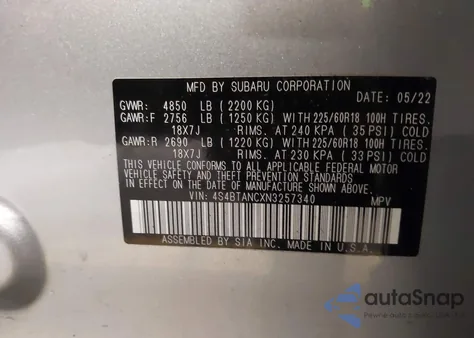 MFD BY SUBARU CORPORATION
DATE: 05/22
GVWR: 4850 LB (2200 KG)
GAWR:F 2756 LB (1250 KG) WITH 225/60R18 100H TIRES.
18X7J RIMS. AT 240 KPA (35 PSI) COLD
GAWR:R 2690 LB (1220 KG) WITH 225/60R18 100H TIRES.
18X7J RIMS. AT 230 KPA (33 PSI) COLD
THIS VEHICLE CONFORMS TO ALL APPLICABLE FEDERAL MOTOR
VEHICLE SAFETY, BUMPER, AND THEFT PREVENTION STANDARDS IN
EFFECT ON THE DATE OF MANUFACTURE SHOWN ABOVE.
VIN: 4S4BTANCXN3257340 MPV
ASSEMBLED BY SIA INC. MADE IN U.S.A.
autoSnap